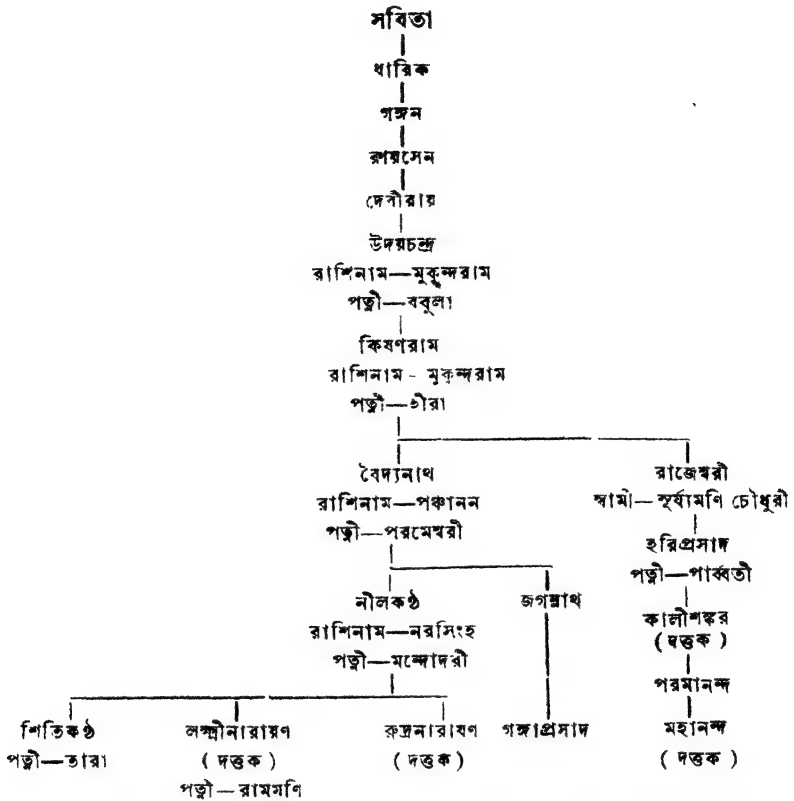 সবিতা
ধারিক
গঙ্গন
রুায়সেন
দেবীরায়
উদয়চন্দ্র
রাশিনাম—মুকুন্দরাম
পত্নী—ববুলা
কিষণরাম
রাশিনাম - মুকুন্দরাম
পত্নী—হীরা
বৈদ্যনাথ রাজেশ্বরী
রাশিনাম—পঞ্চানন স্বামী—সূর্য্যমণি চৌধুরী
পত্নী—পরমেশ্বরী হরিপ্রসাদ
পত্নী—পার্ব্বতী
নীলকণ্ঠ জগন্নাথ কালীশঙ্কর
রাশিনাম—নরসিংহ (দত্তক)
পত্নী—মন্দোদরী পরমানন্দ
শিতিকণ্ঠ লক্ষ্মীনারায়ণ রুদ্রনারায়ণ গঙ্গাপ্রসাদ মহানন্দ
পত্নী—তারা (দত্তক) (দত্তক) (দত্তক)
পত্নী—রামমণি